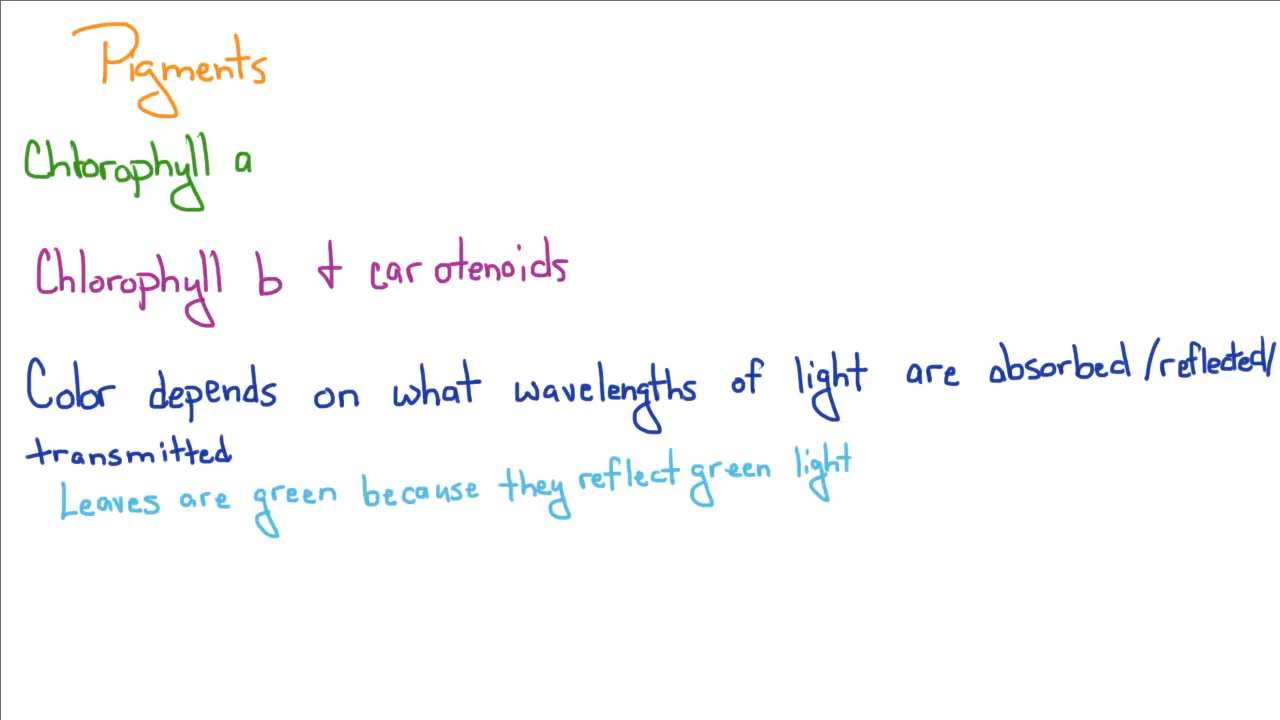 Pigments
Chlorophyll a
Chlorophyll b + carotenoids
Color depends on what wavelengths of light are absorbed/reflected/
transmitted
Leaves are green because they reflect green light